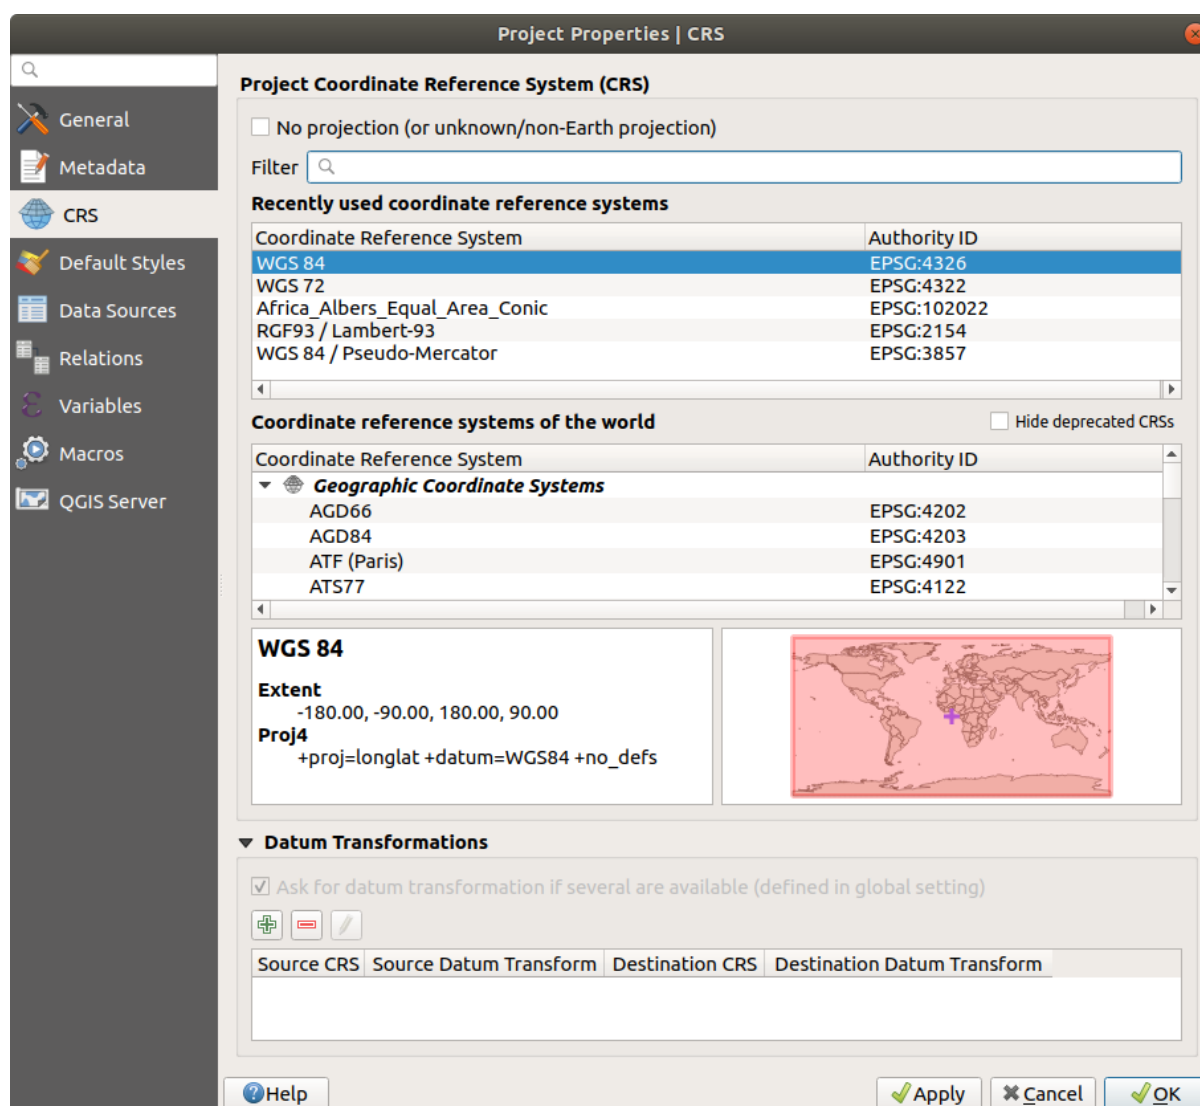 Project Properties | CRS
General
Metadata
CRS
Default Styles
Data Sources
Relations
Variables
Macros
QGIS Server
Project Coordinate Reference System (CRS)
No projection (or unknown/non-Earth projection)
Filter
Recently used coordinate reference systems
Coordinate Reference System Authority ID
WGS 84 EPSG:4326
WGS 72 EPSG:4322
Africa_Albers_Equal_Area_Conic EPSG:102022
RGF93 / Lambert-93 EPSG:2154
WGS 84 / Pseudo-Mercator EPSG:3857
Coordinate reference systems of the world Hide deprecated CRSs
Coordinate Reference System Authority ID
Geographic Coordinate Systems
AGD66 EPSG:4202
AGD84 EPSG:4203
ATF (Paris) EPSG:4901
ATS77 EPSG:4122
WGS 84
Extent
-180.00, -90.00, 180.00, 90.00
Proj4
+proj=longlat +datum=WGS84 +no_defs
Datum Transformations
Ask for datum transformation if several are available (defined in global setting)
Source CRS Source Datum Transform Destination CRS Destination Datum Transform
Help Apply Cancel OK